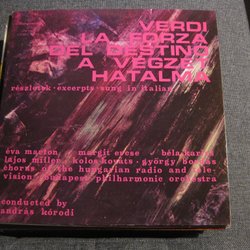 VERDI
LA FORZA
DEL DESTINO
A VÉGZET
HATALMA
részletek · excerpts · sung in italian
éva marton · margit ercse · béla karizs
lajos miller · kolos kováts · györgy bordás &
chorus of the hungarian radio and tele-
vision · budapest philharmonic orchestra
conducted by
andrás kórodi